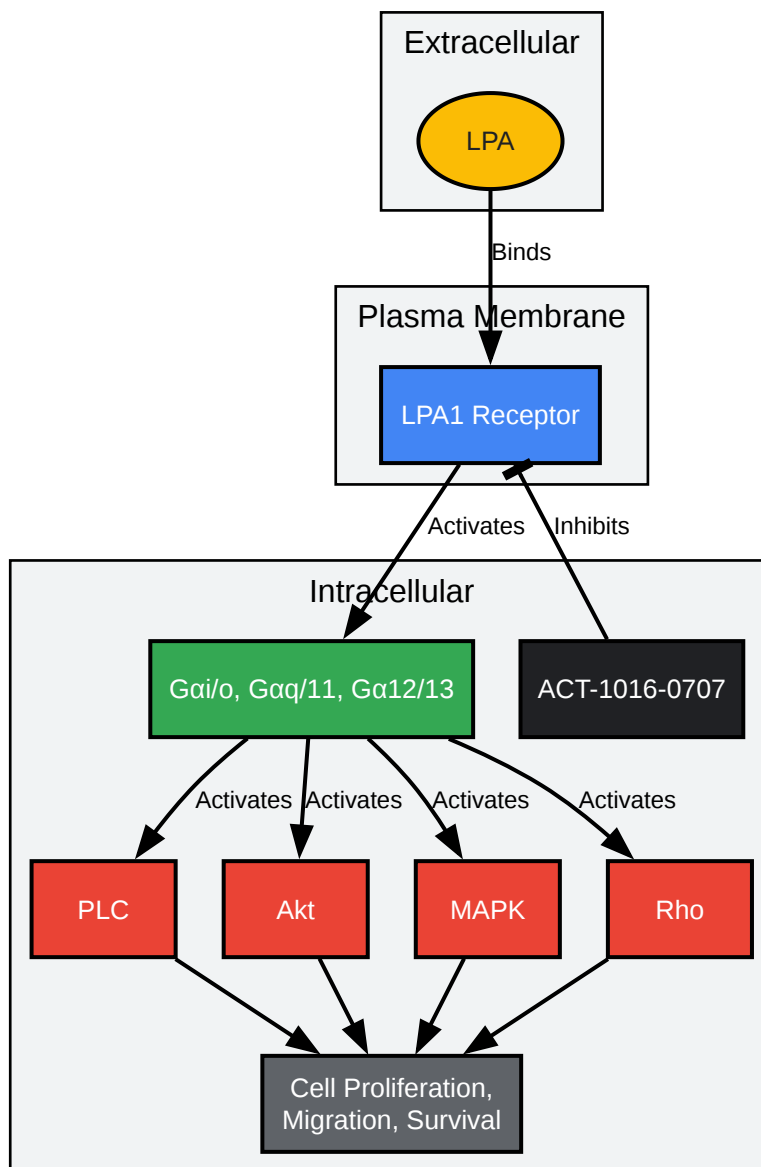 Extracellular
LPA
Binds
Plasma Membrane
LPA1 Receptor
Activates
Inhibits
Intracellular
Gαi/o, Gαq/11, Gα12/13
ACT-1016-0707
Activates
Activates
Activates
Activates
PLC
Akt
MAPK
Rho
Cell Proliferation,
Migration, Survival